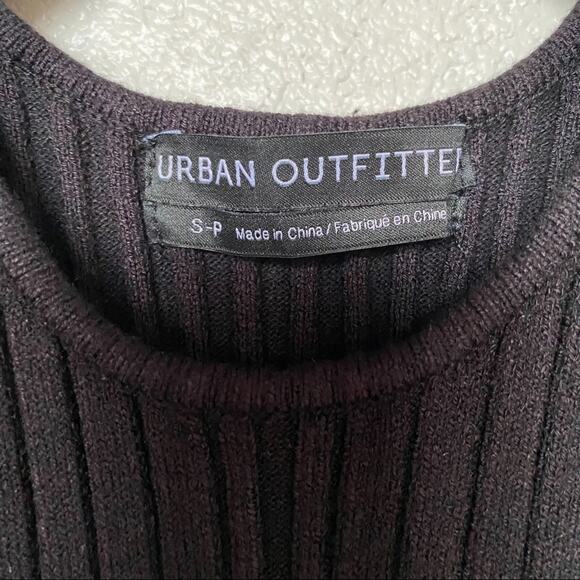 URBAN OUTFITTER
S-P Made in China / Fabriqué en Chine